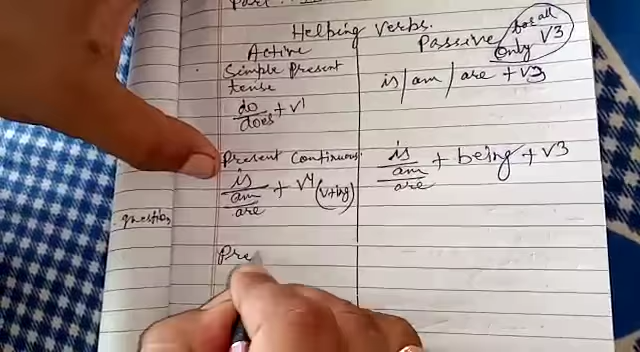 Part
Helping Verbs.
Active
Passive for all
Only V3
Simple Present
tense
is/am/are + V3
do
does + V1
Present Continuous.
is
am
are + V4 (V+ing)
is
am
are + being + V3
question
Pre